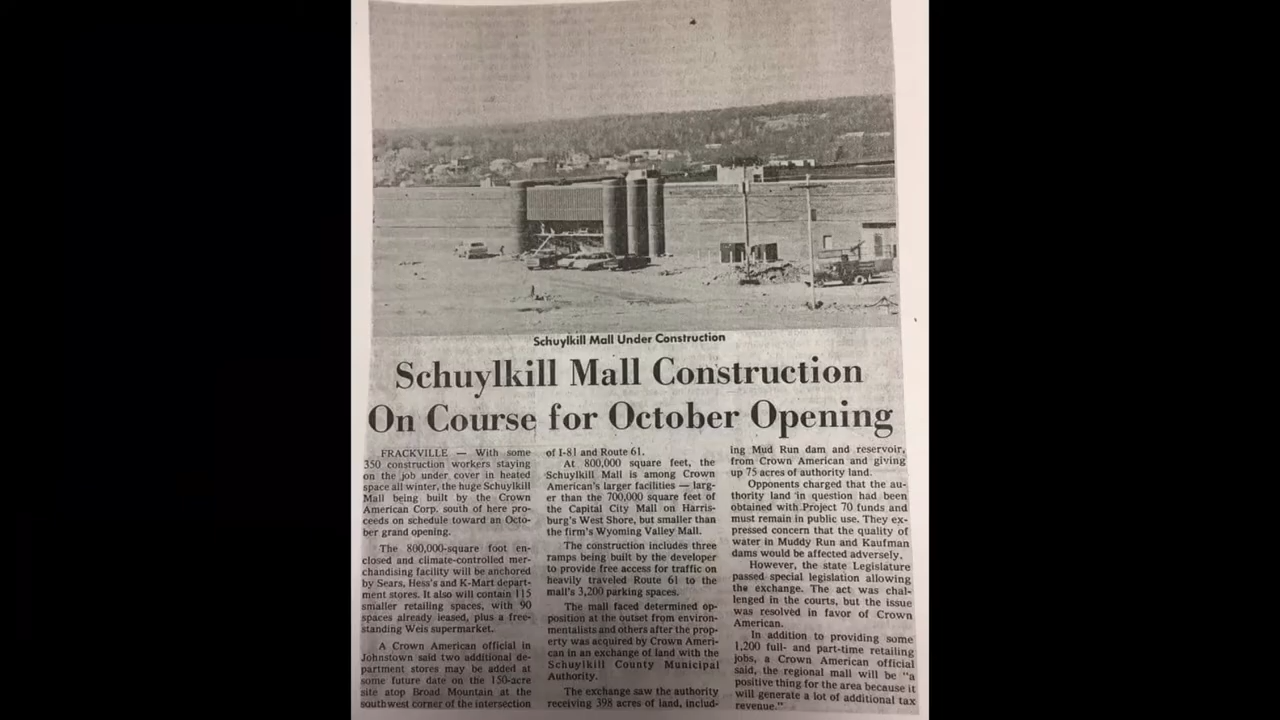 Schuylkill Mall Under Construction
Schuylkill Mall Construction
On Course for October Opening
FRACKVILLE — With some
350 construction workers staying
on the job under cover in heated
space all winter, the huge Schuylkill
Mall being built by the Crown
American Corp. south of here pro-
ceeds on schedule toward an Octo-
ber grand opening.
The 800,000-square foot en-
closed and climate-controlled mer-
chandising facility will be anchored
by Sears, Hess's and K-Mart depart-
ment stores. It also will contain 115
smaller retailing spaces, with 90
spaces already leased, plus a free-
standing Weis supermarket.
A Crown American official in
Johnstown said two additional de-
partment stores may be added at
some future date on the 150-acre
site atop Broad Mountain at the
southwest corner of the intersection
of I-81 and Route 61.
At 800,000 square feet, the
Schuylkill Mall is among Crown
American's larger facilities — larg-
er than the 700,000 square feet of
the Capital City Mall on Harris-
burg's West Shore, but smaller than
the firm's Wyoming Valley Mall.
The construction includes three
ramps being built by the developer
to provide free access for traffic on
heavily traveled Route 61 to the
mall's 3,200 parking spaces.
The mall faced determined op-
position at the outset from environ-
mentalists and others after the prop-
erty was acquired by Crown Ameri-
can in an exchange of land with the
Schuylkill County Municipal
Authority.
The exchange saw the authority
receiving 398 acres of land, includ-
ing Mud Run dam and reservoir,
from Crown American and giving
up 75 acres of authority land.
Opponents charged that the au-
thority land in question had been
obtained with Project 70 funds and
must remain in public use. They ex-
pressed concern that the quality of
water in Muddy Run and Kaufman
dams would be affected adversely.
However, the state Legislature
passed special legislation allowing
the exchange. The act was chal-
lenged in the courts, but the issue
was resolved in favor of Crown
American.
In addition to providing some
1,200 full- and part-time retailing
jobs, a Crown American official
said, the regional mall will be "a
positive thing for the area because it
will generate a lot of additional tax
revenue."